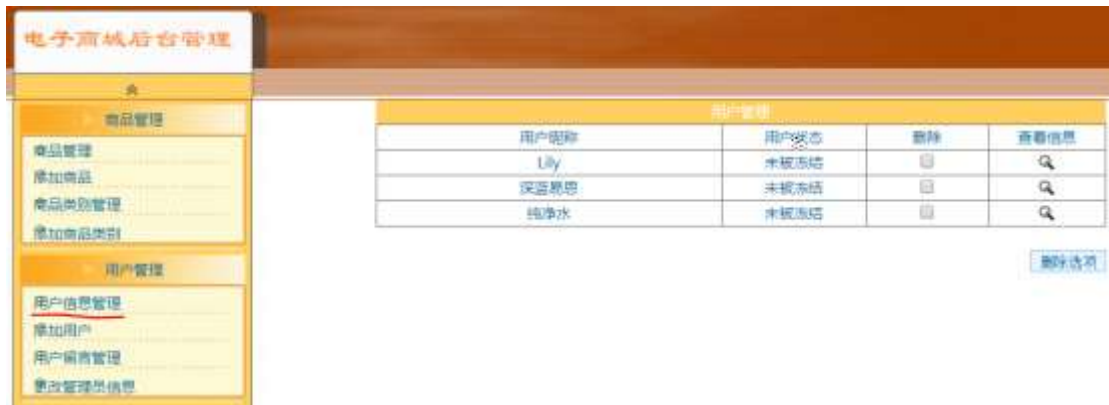 电子商城后台管理
商品管理
商品管理
添加商品
商品类别管理
添加商品类别
用户管理
用户信息管理
添加用户
用户留言管理
更改管理员信息
用户管理
用户昵称 用户状态 删除 查看信息
Lily 未被冻结
深蓝易思 未被冻结
纯净水 未被冻结
删除选项